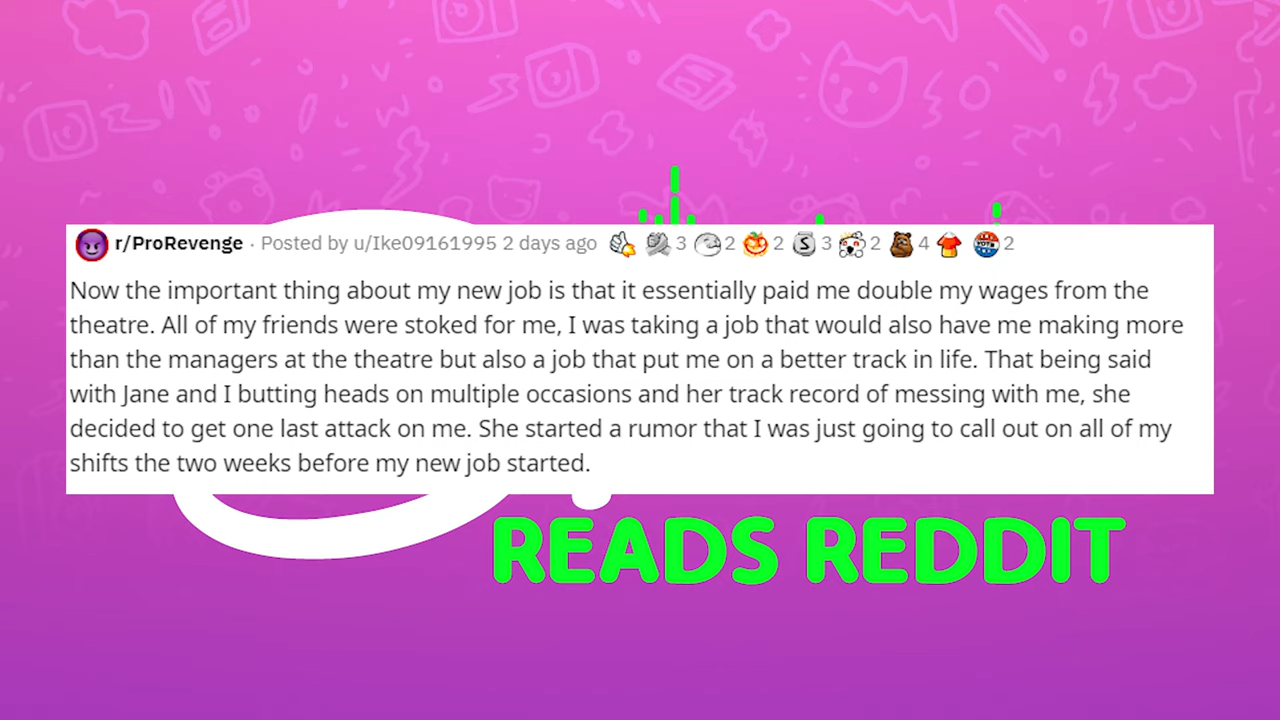 r/ProRevenge · Posted by u/Ike09161995 2 days ago 3 2 2 3 2 4 2
Now the important thing about my new job is that it essentially paid me double my wages from the
theatre. All of my friends were stoked for me, I was taking a job that would also have me making more
than the managers at the theatre but also a job that put me on a better track in life. That being said
with Jane and I butting heads on multiple occasions and her track record of messing with me, she
decided to get one last attack on me. She started a rumor that I was just going to call out on all of my
shifts the two weeks before my new job started.
READS REDDIT